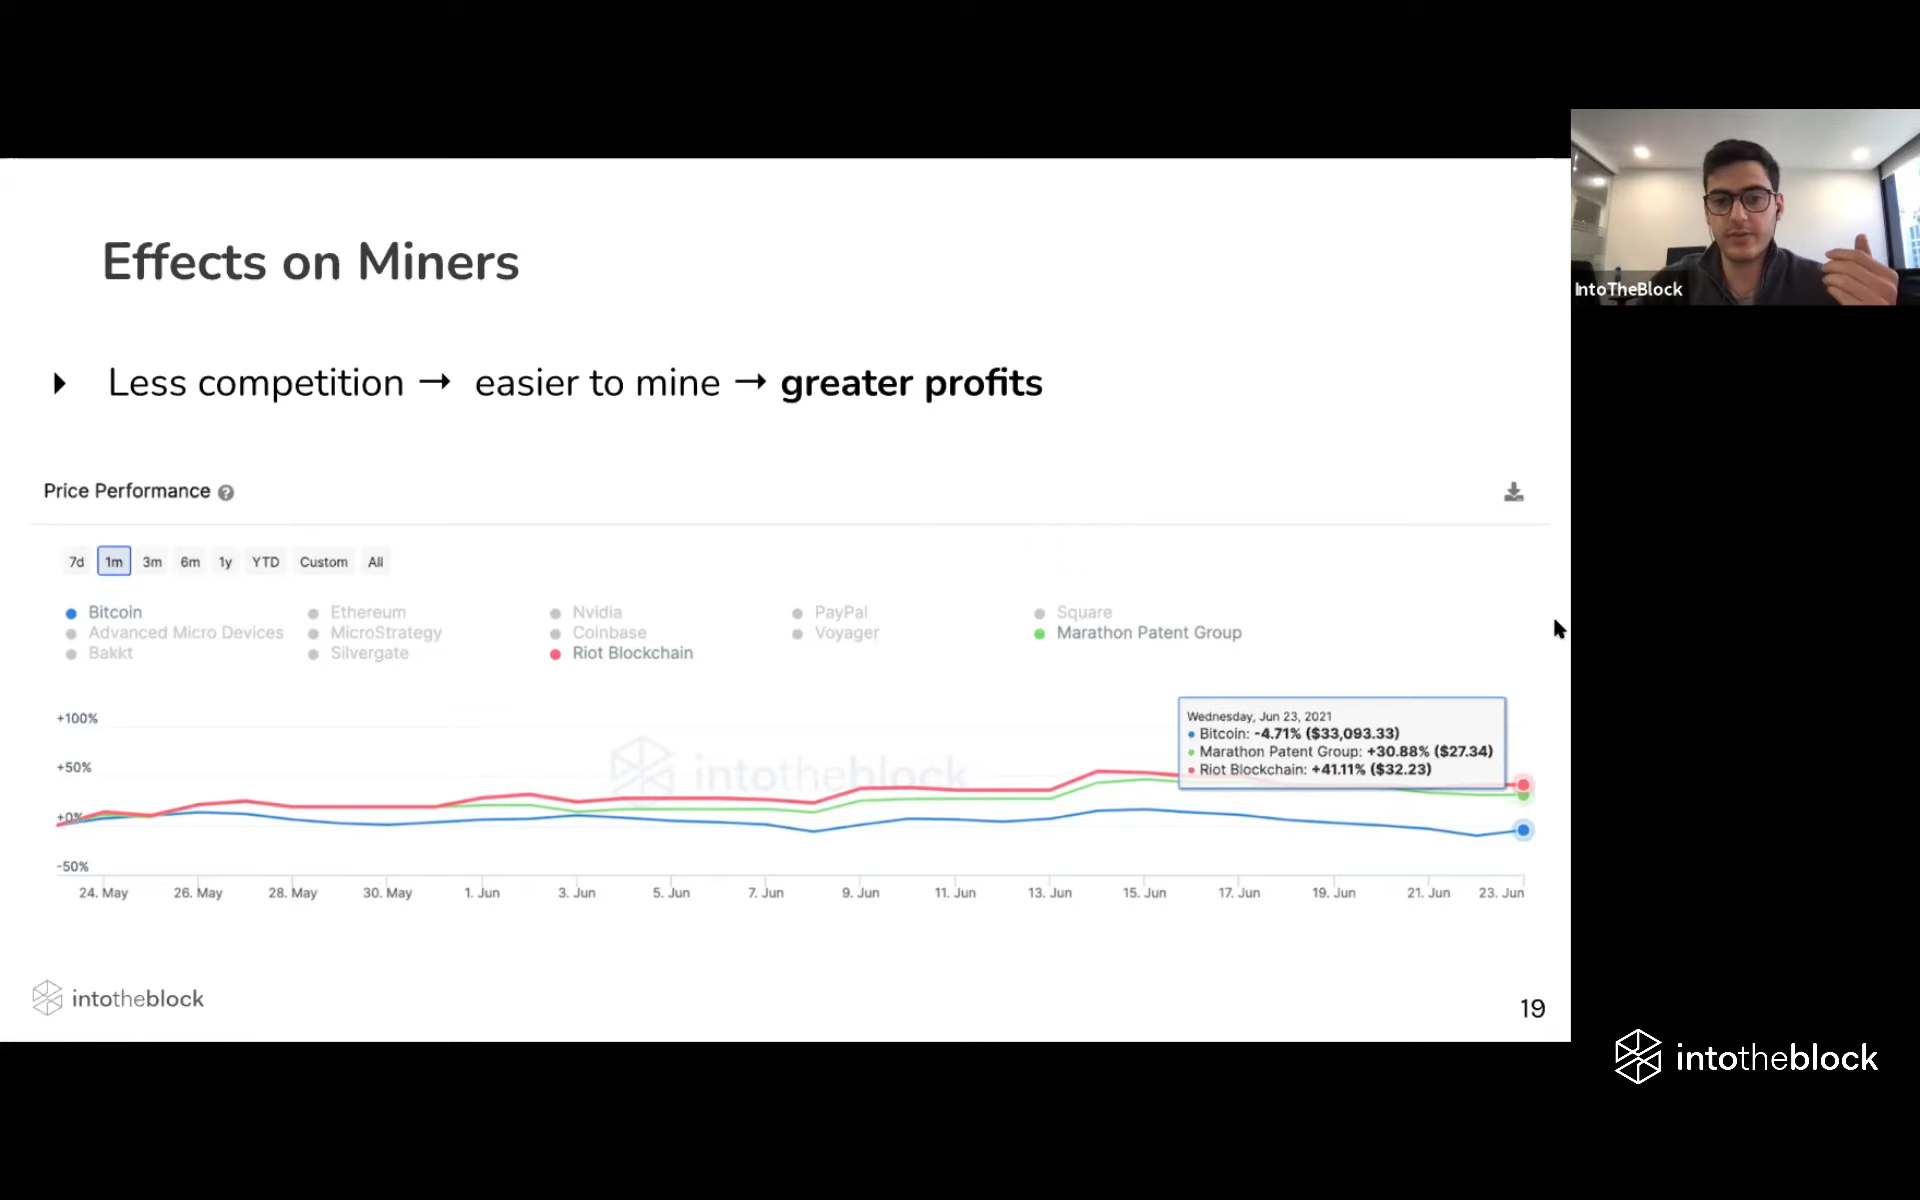 Effects on Miners
IntoTheBlock
Less competition → easier to mine → greater profits
Price Performance
7d 1m 3m 6m 1y YTD Custom All
Bitcoin Ethereum Nvidia PayPal Square
Advanced Micro Devices MicroStrategy Coinbase Voyager Marathon Patent Group
Bakkt Silvergate Riot Blockchain
+100%
+50%
+0%
-50%
intotheblock
Wednesday, Jun 23, 2021
Bitcoin: -4.71% ($33,093.33)
Marathon Patent Group: +30.88% ($27.34)
Riot Blockchain: +41.11% ($32.23)
24. May 26. May 28. May 30. May 1. Jun 3. Jun 5. Jun 7. Jun 9. Jun 11. Jun 13. Jun 15. Jun 17. Jun 19. Jun 21. Jun 23. Jun
intotheblock
19
intotheblock